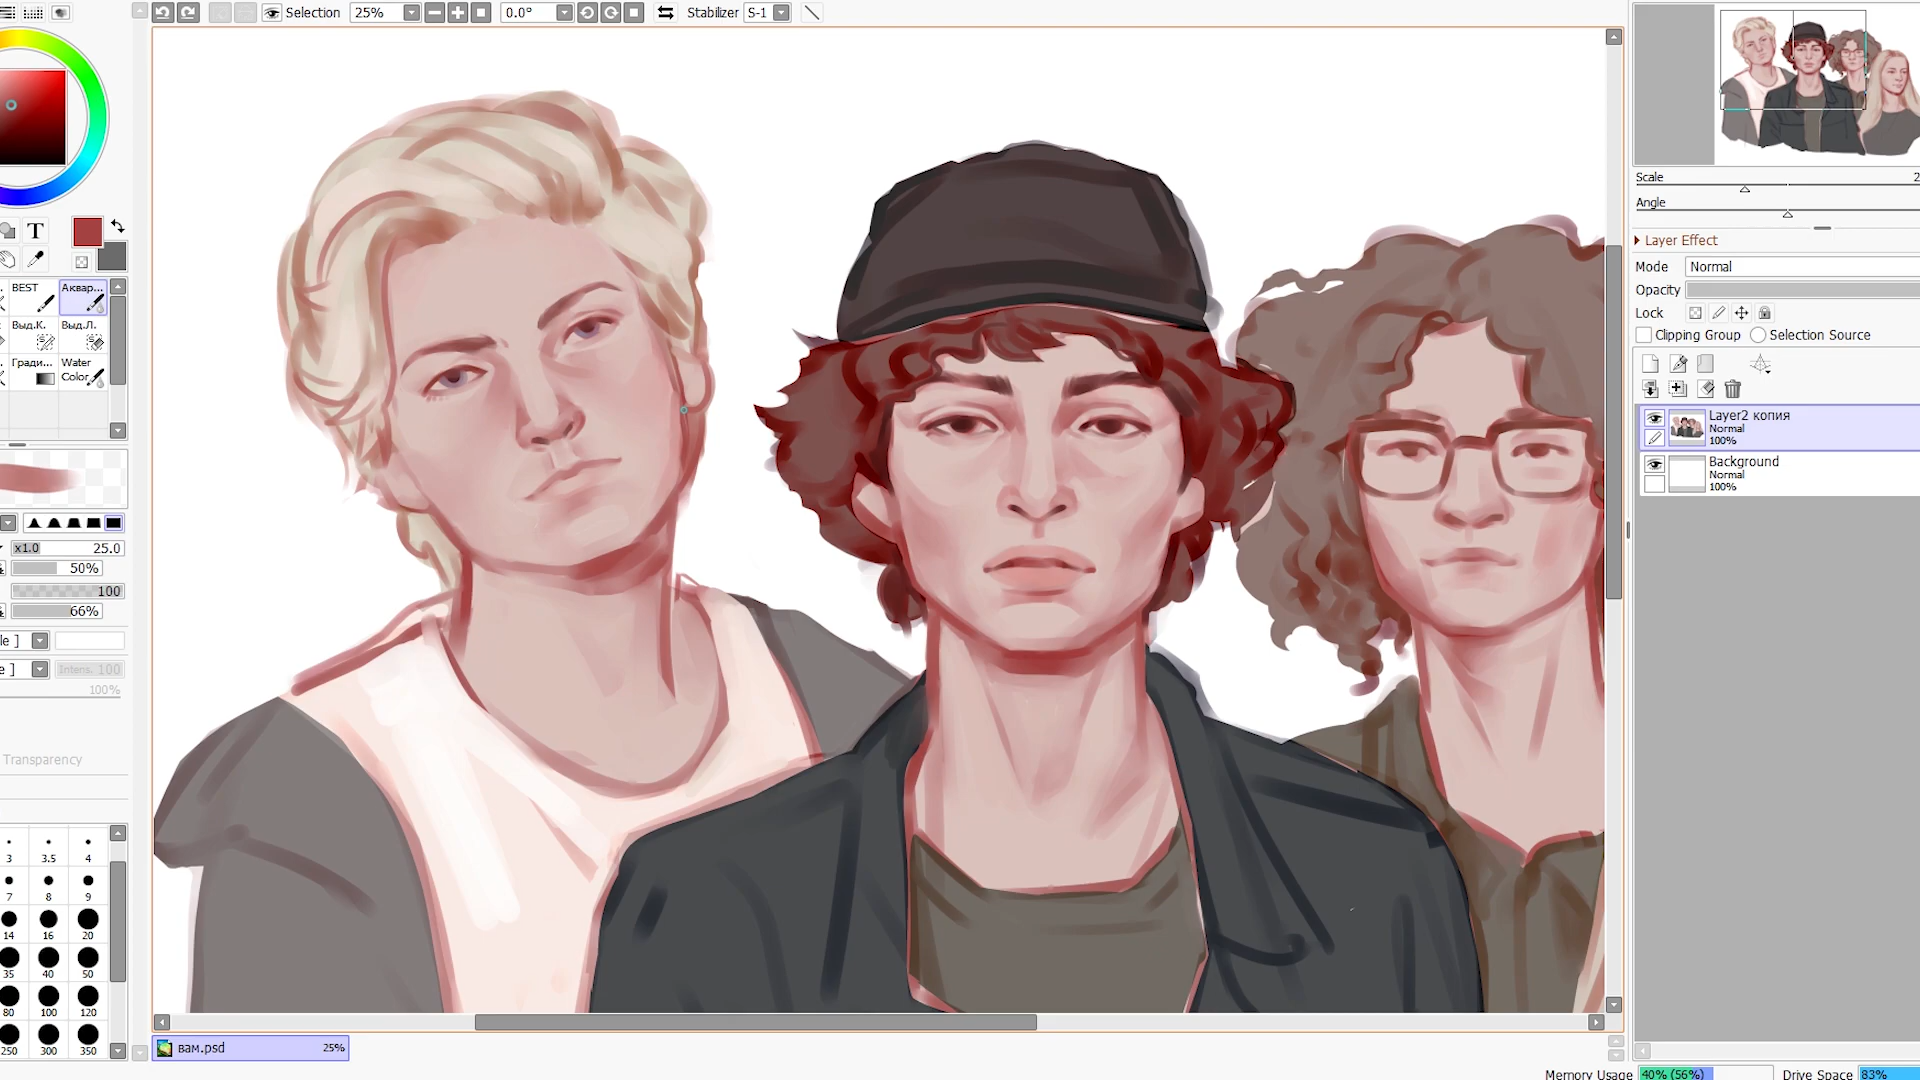 Selection 25% 0.0° Stabilizer S-1
T
BEST Аквар...
Выд.К. Выд.Л.
Гради... Water Color
x1.0 25.0
50%
100
66%
le ]
e ] Intens. 100
100%
Transparency
3 3.5 4
7 8 9
14 16 20
35 40 50
80 100 120
250 300 350
вам.psd 25%
Scale 2
Angle
Layer Effect
Mode Normal
Opacity
Lock
Clipping Group Selection Source
Layer2 копия
Normal
100%
Background
Normal
100%
Memory Usage 40% (56%) Drive Space 83%